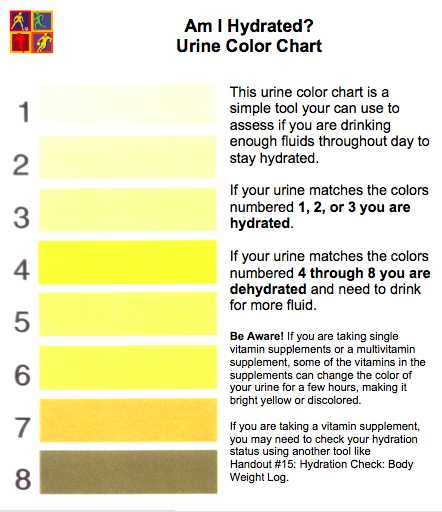 Am I Hydrated?
Urine Color Chart
1
2
3
4
5
6
7
8
This urine color chart is a
simple tool your can use to
assess if you are drinking
enough fluids throughout day to
stay hydrated.
If your urine matches the colors
numbered 1, 2, or 3 you are
hydrated.
If your urine matches the colors
numbered 4 through 8 you are
dehydrated and need to drink
for more fluid.
Be Aware! If you are taking single
vitamin supplements or a multivitamin
supplement, some of the vitamins in the
supplements can change the color of
your urine for a few hours, making it
bright yellow or discolored.
If you are taking a vitamin supplement,
you may need to check your hydration
status using another tool like
Handout #15: Hydration Check: Body
Weight Log.